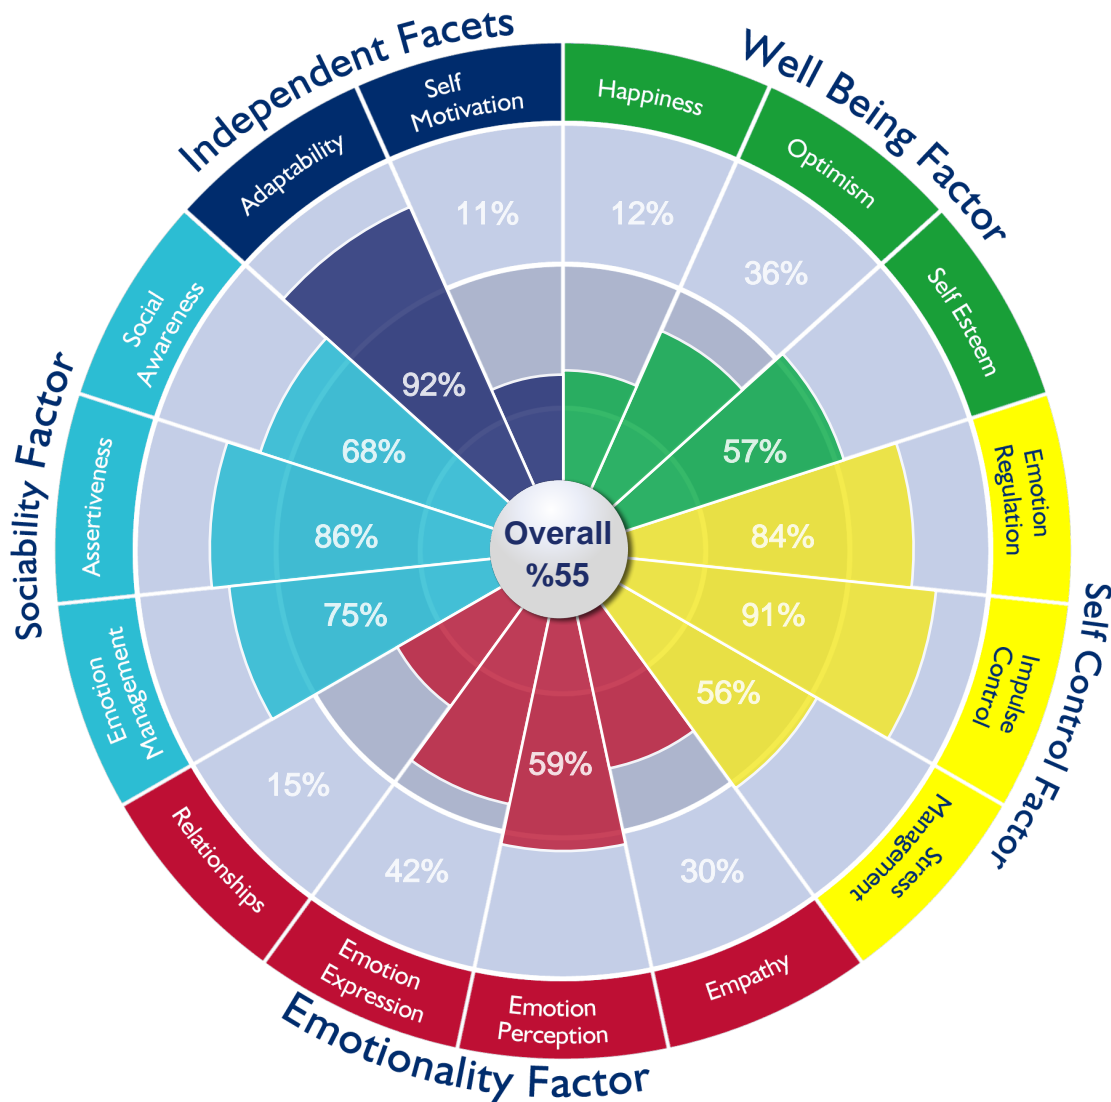 Independent Facets
Well Being Factor
Self
Motivation
Happiness
Adaptability
Optimism
Social
Awareness
Self Esteem
11%
12%
36%
92%
68%
57%
Sociability Factor
Assertiveness
86%
84%
Emotion
Regulation
Overall
%55
Emotion
Management
75%
91%
Impulse
Control
Self Control Factor
56%
15%
59%
42%
30%
Stress
Management
Relationships
Emotion
Expression
Emotion
Perception
Empathy
Emotionality Factor